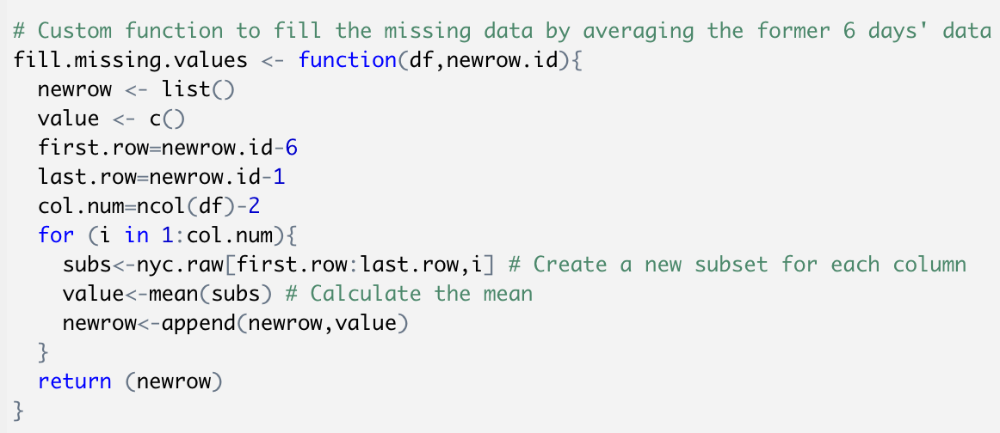 # Custom function to fill the missing data by averaging the former 6 days' data
fill.missing.values <- function(df,newrow.id){
  newrow <- list()
  value <- c()
  first.row=newrow.id-6
  last.row=newrow.id-1
  col.num=ncol(df)-2
  for (i in 1:col.num){
    subs<-nyc.raw[first.row:last.row,i] # Create a new subset for each column
    value<-mean(subs) # Calculate the mean
    newrow<-append(newrow,value)
  }
  return (newrow)
}